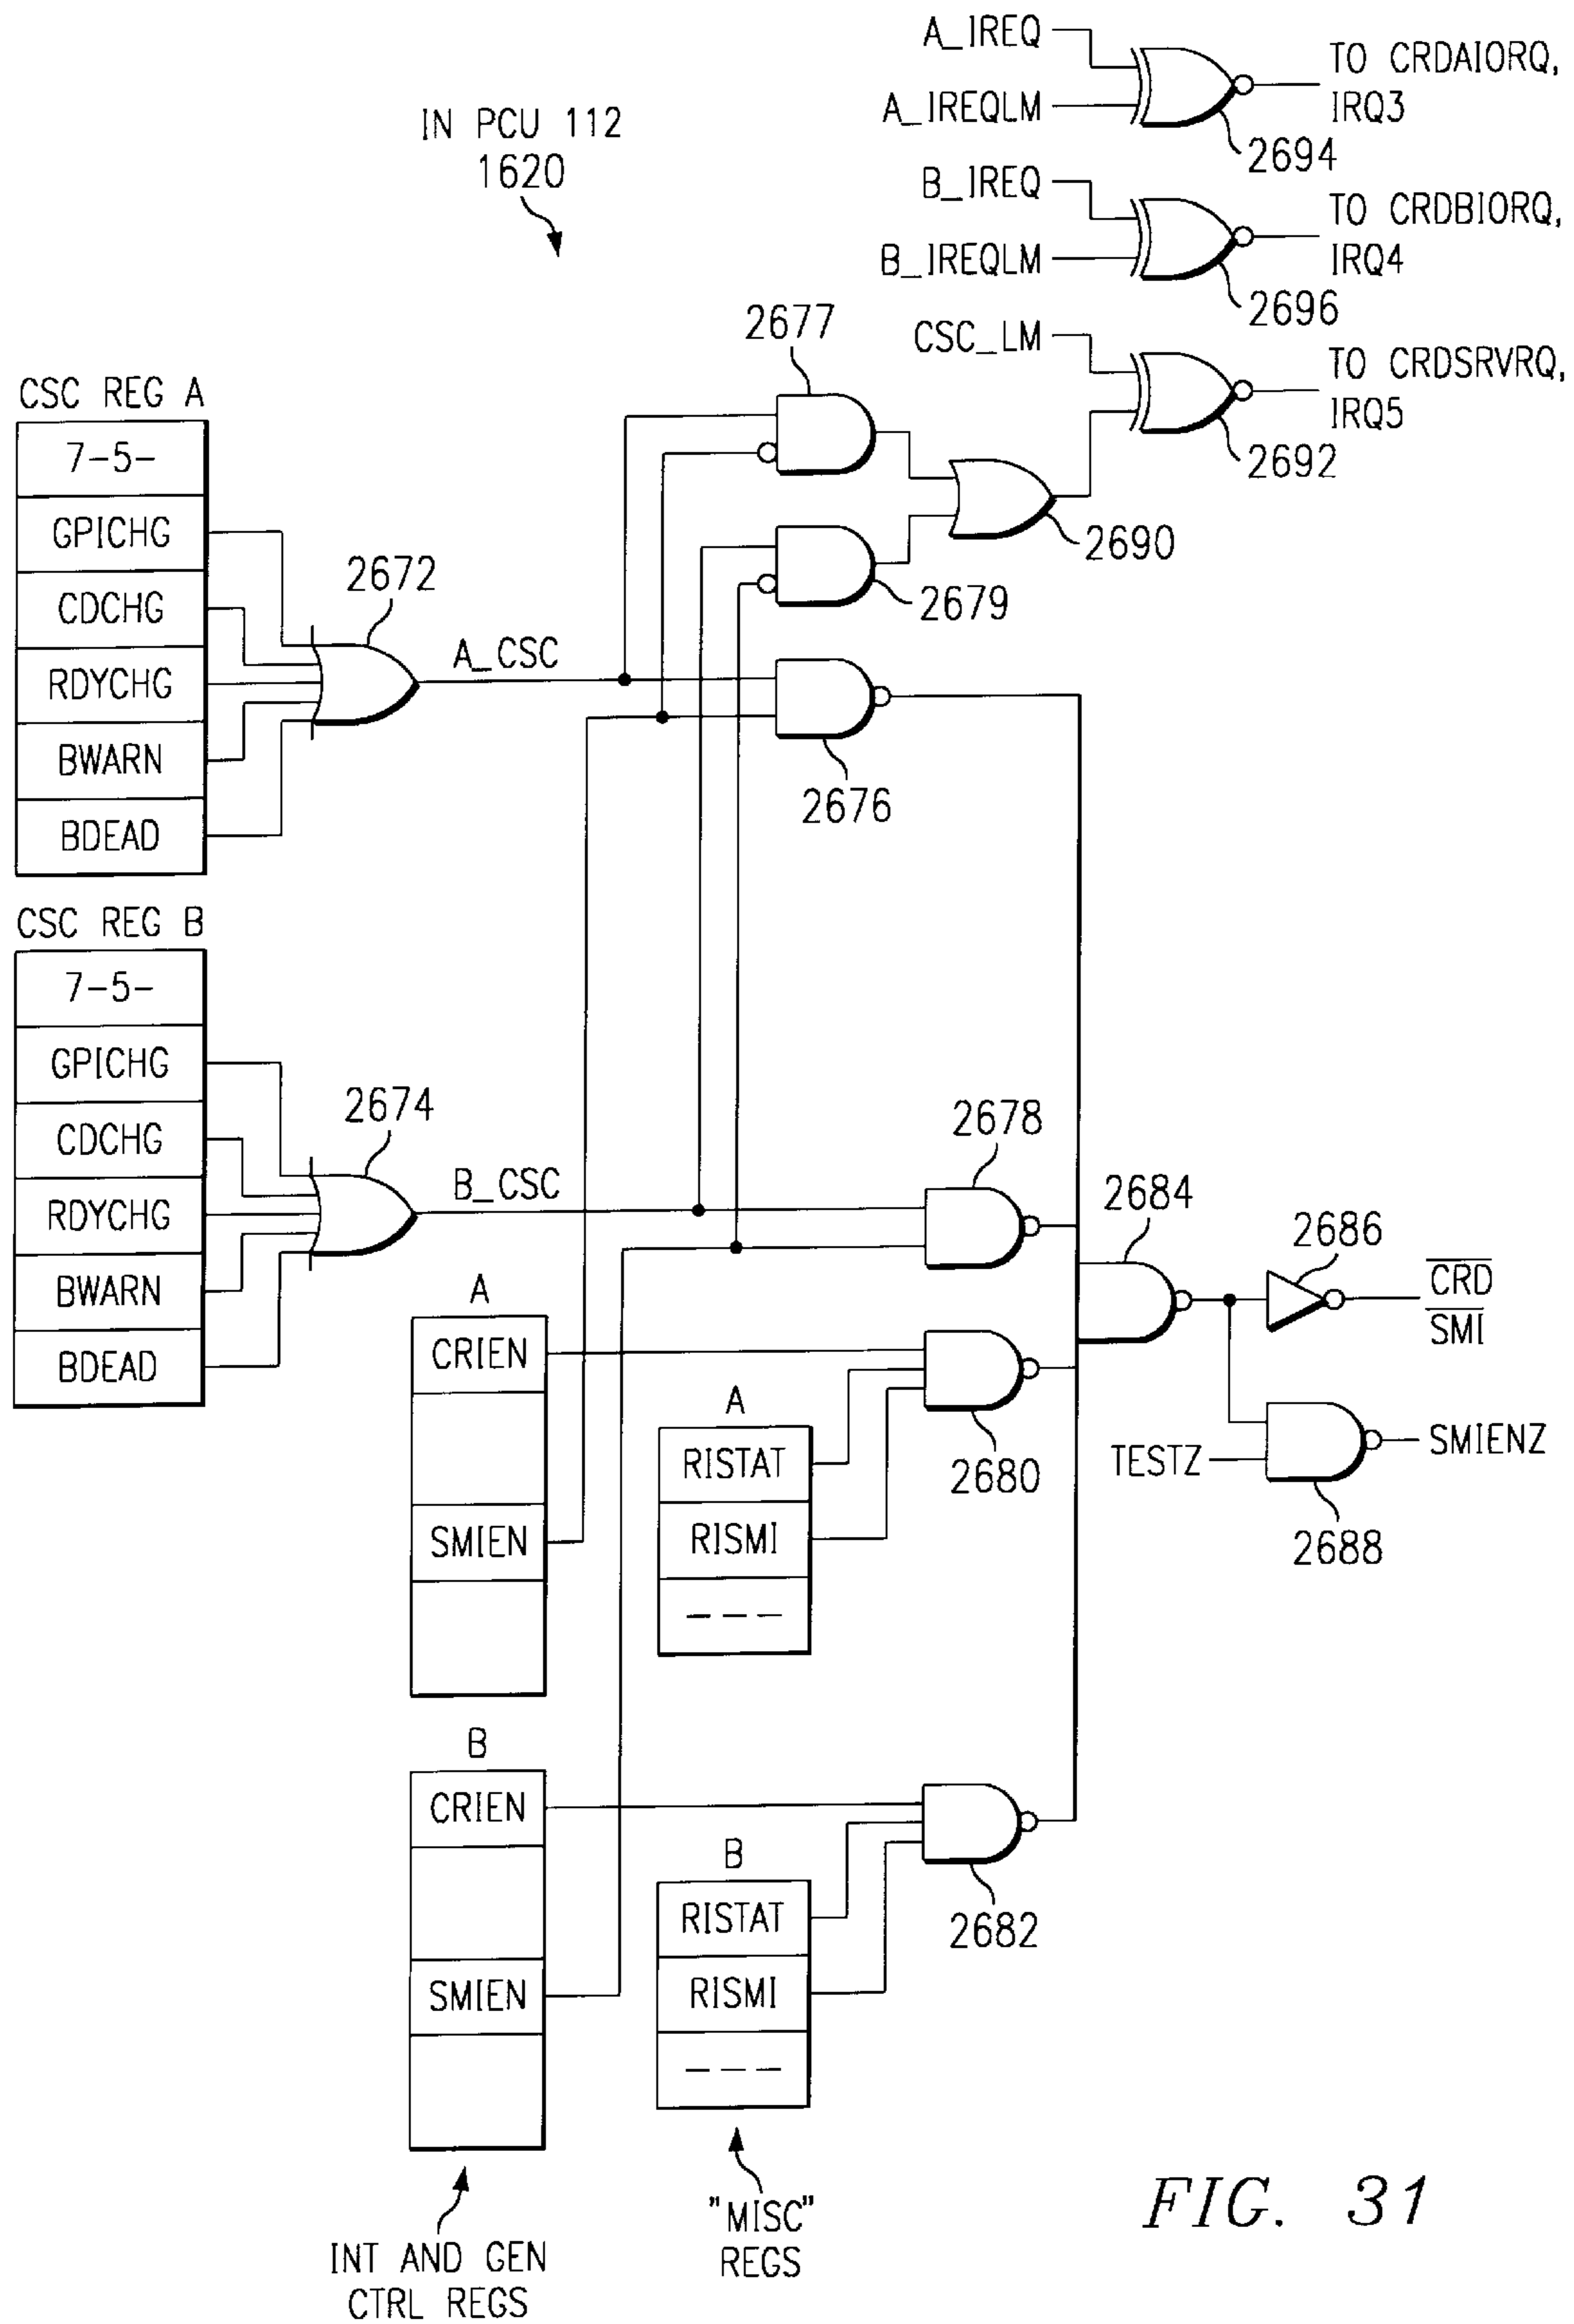 A_IREQ
A_IREQLM
TO CRDAIORQ,
IRQ3
2694
IN PCU 112
1620
B_IREQ
B_IREQLM
TO CRDBIORQ,
IRQ4
2696
2677
CSC_LM
TO CRDSRVRQ,
IRQ5
2692
2690
2679
CSC REG A
7-5-
GPICHG
CDCHG
RDYCHG
BWARN
BDEAD
2672
A_CSC
2676
CSC REG B
7-5-
GPICHG
CDCHG
RDYCHG
BWARN
BDEAD
2674
B_CSC
2678
2684
2686
CRD
SMI
A
CRIEN
SMIEN
A
RISTAT
RISMI
---
2680
TESTZ
SMIENZ
2688
B
CRIEN
SMIEN
B
RISTAT
RISMI
---
2682
INT AND GEN
CTRL REGS
"MISC"
REGS
FIG. 31